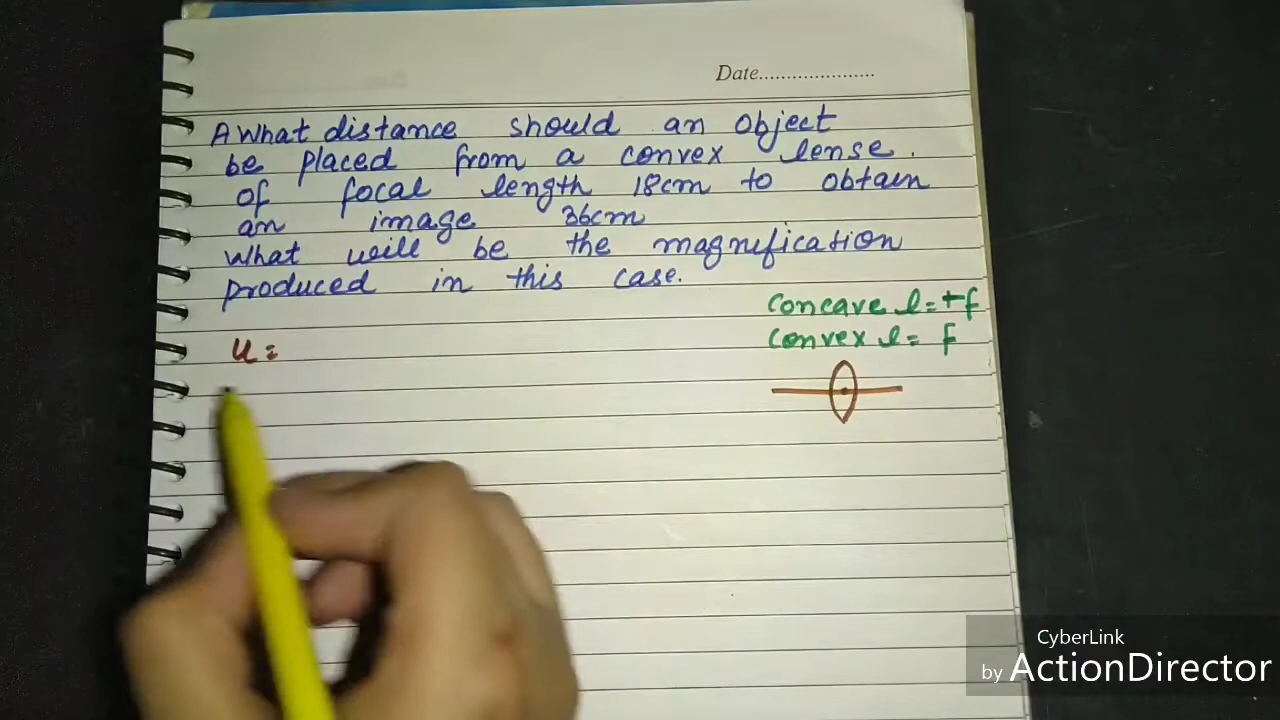 Date.....................
A What distance should an object
be placed from a convex lense.
of focal length 18cm to obtain
an image 36cm
what will be the magnification
produced in this case.
Concave l=+f
Convex l= f
u=
CyberLink
by ActionDirector